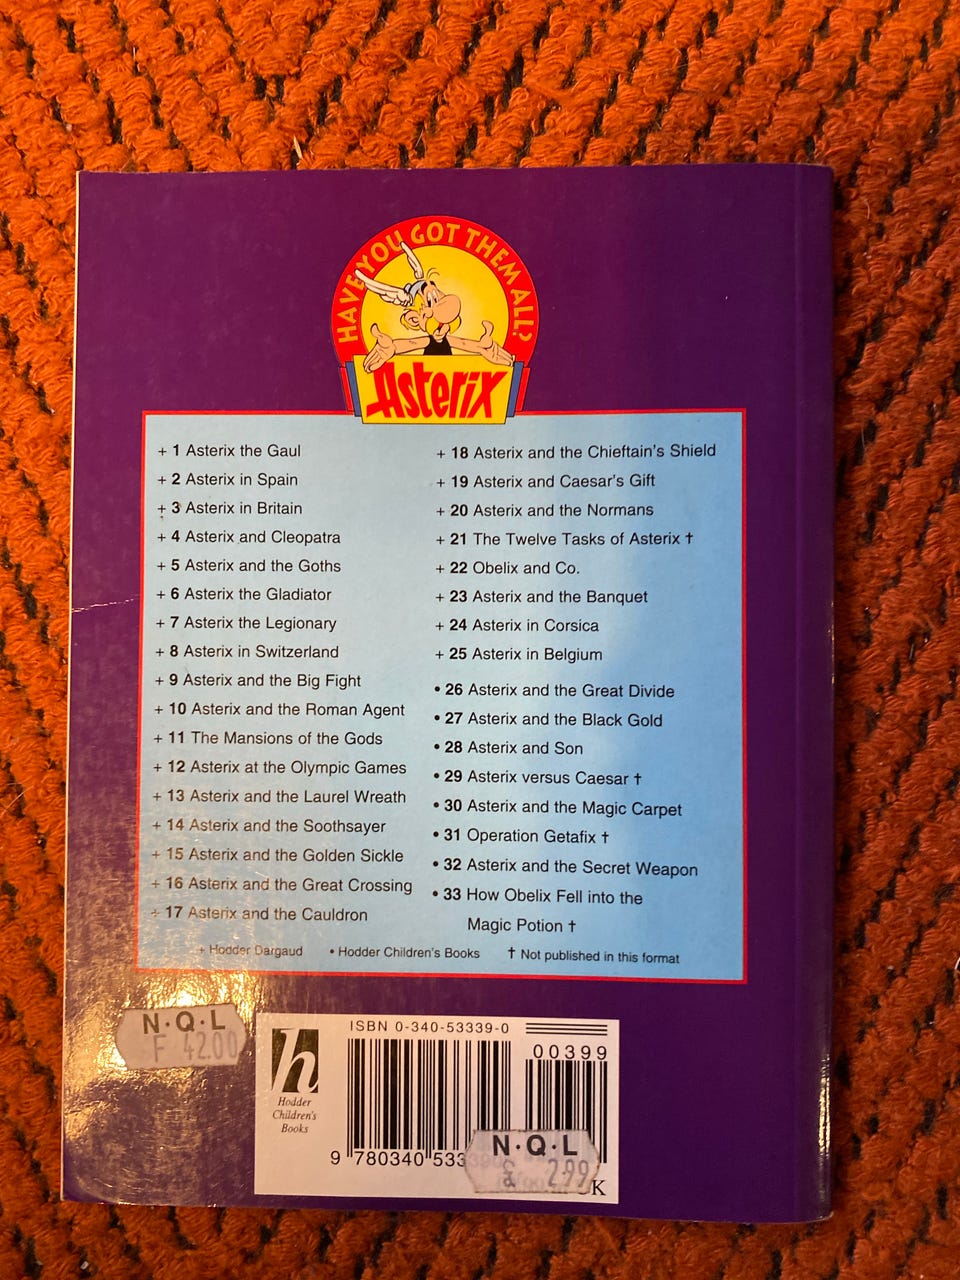 HAVE YOU GOT THEM ALL?
Asterix
+ 1 Asterix the Gaul
+ 2 Asterix in Spain
+ 3 Asterix in Britain
+ 4 Asterix and Cleopatra
+ 5 Asterix and the Goths
+ 6 Asterix the Gladiator
+ 7 Asterix the Legionary
+ 8 Asterix in Switzerland
+ 9 Asterix and the Big Fight
+ 10 Asterix and the Roman Agent
+ 11 The Mansions of the Gods
+ 12 Asterix at the Olympic Games
+ 13 Asterix and the Laurel Wreath
+ 14 Asterix and the Soothsayer
+ 15 Asterix and the Golden Sickle
+ 16 Asterix and the Great Crossing
+ 17 Asterix and the Cauldron
+ 18 Asterix and the Chieftain's Shield
+ 19 Asterix and Caesar's Gift
+ 20 Asterix and the Normans
+ 21 The Twelve Tasks of Asterix †
+ 22 Obelix and Co.
+ 23 Asterix and the Banquet
+ 24 Asterix in Corsica
+ 25 Asterix in Belgium
• 26 Asterix and the Great Divide
• 27 Asterix and the Black Gold
• 28 Asterix and Son
• 29 Asterix versus Caesar †
• 30 Asterix and the Magic Carpet
• 31 Operation Getafix †
• 32 Asterix and the Secret Weapon
• 33 How Obelix Fell into the
Magic Potion †
+ Hodder Dargaud • Hodder Children's Books † Not published in this format
N·Q·L
F 42.00
h
Hodder
Children's
Books
ISBN 0-340-53339-0
00399
9 780340 533
N·Q·L
£ 2.99